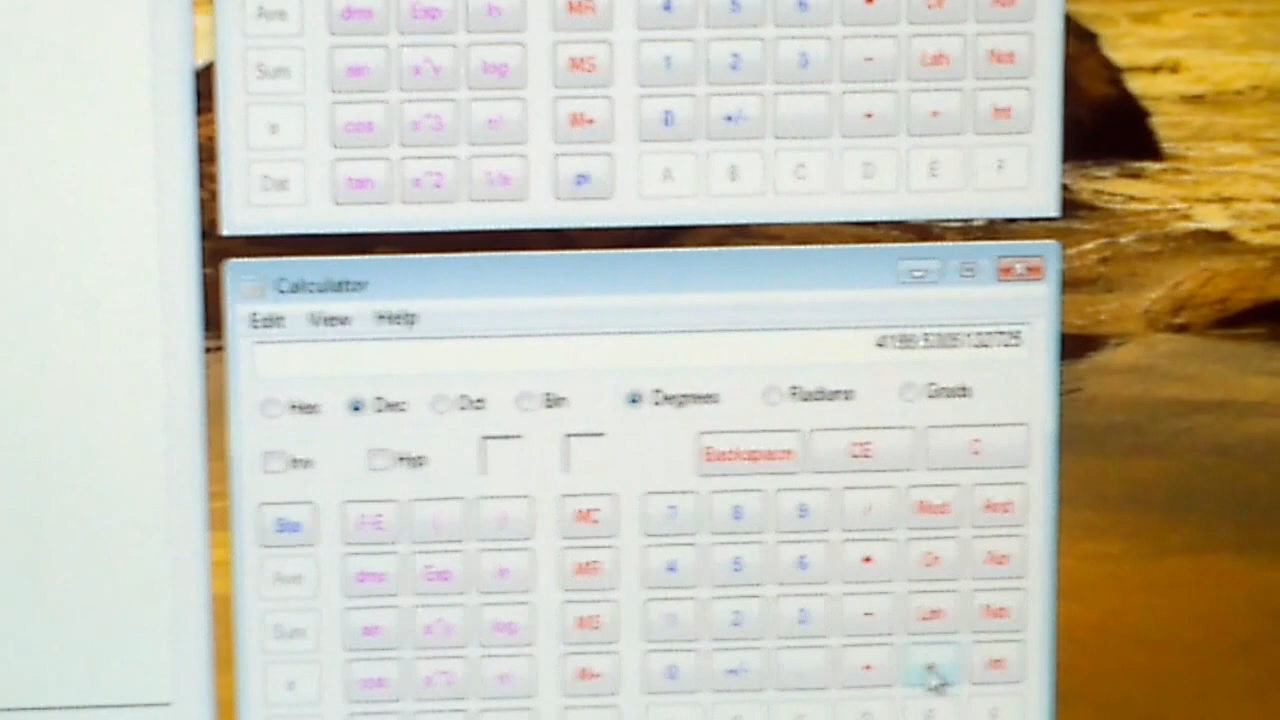 Ave dms Exp ln MR 4 5 6 * Or Xor
Sum sin x^y log MS 1 2 3 - Lsh Not
s cos x^3 n! M+ 0 +/- + = Int
Dat tan x^2 1/x pi A B C D E F
Calculator
Edit View Help
Hex Dec Oct Bin Degrees Radians Grads
Inv Hyp Backspace CE C
Sta F-E ( ) MC 7 8 9 / Mod And
Ave dms Exp ln MR 4 5 6 * Or Xor
Sum sin x^y log MS 1 2 3 - Lsh Not
s cos x^3 n! M+ 0 +/- + Int